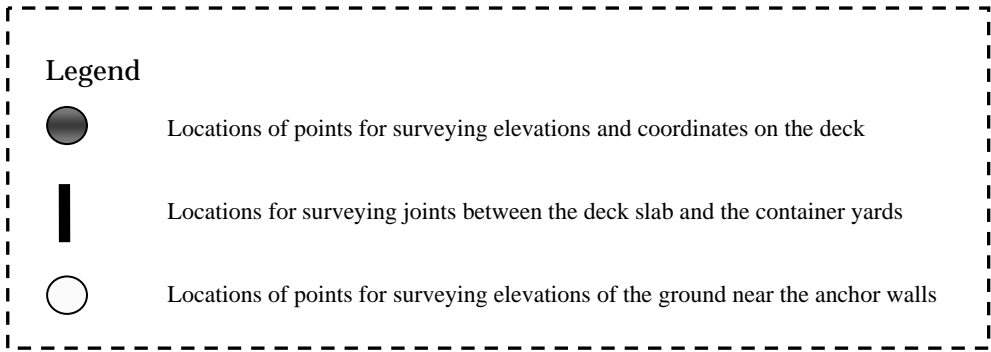 Legend
Locations of points for surveying elevations and coordinates on the deck
Locations for surveying joints between the deck slab and the container yards
Locations of points for surveying elevations of the ground near the anchor walls